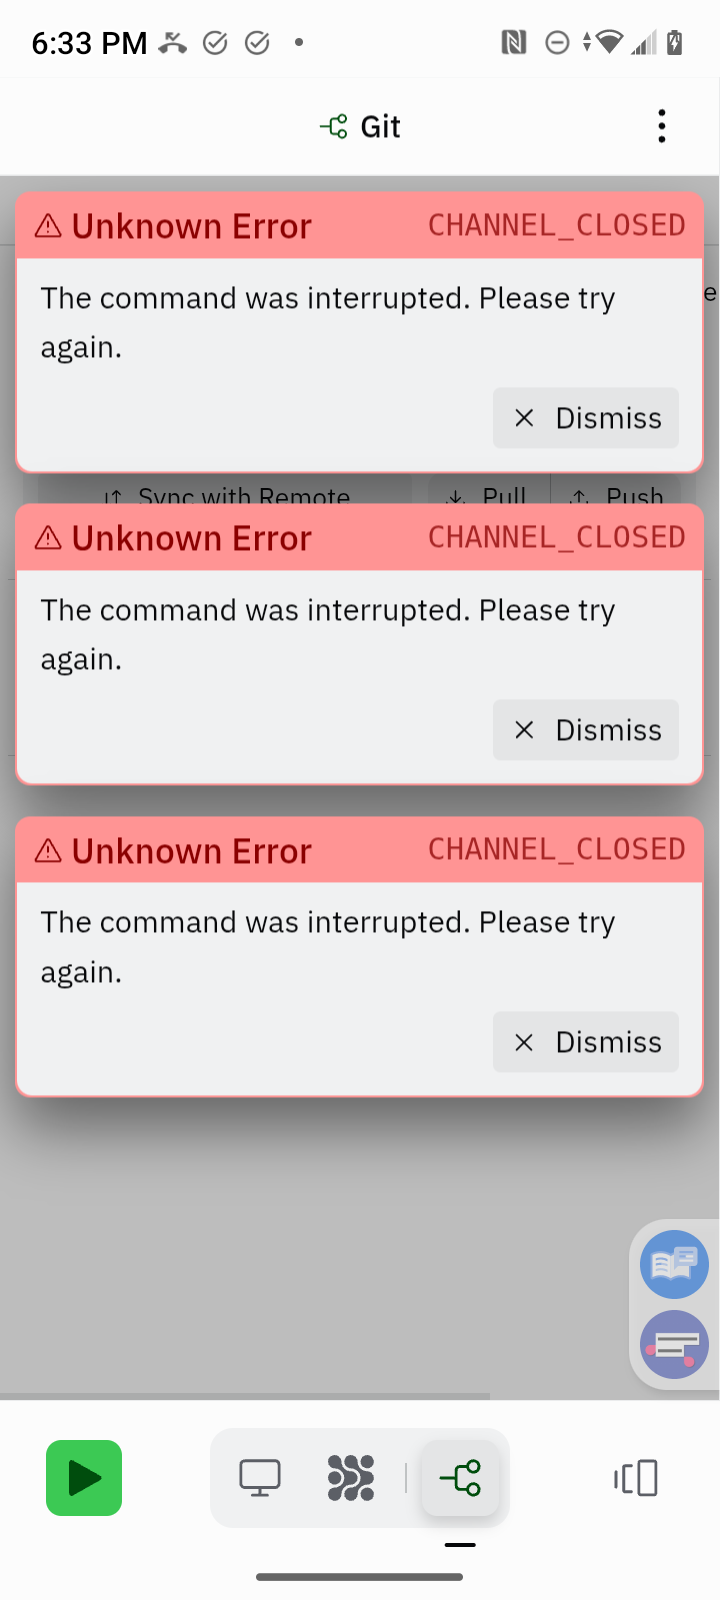 6:33 PM
Git
Unknown Error CHANNEL_CLOSED
The command was interrupted. Please try
again.
Dismiss
Sync with Remote Pull Push
Unknown Error CHANNEL_CLOSED
The command was interrupted. Please try
again.
Dismiss
Unknown Error CHANNEL_CLOSED
The command was interrupted. Please try
again.
Dismiss